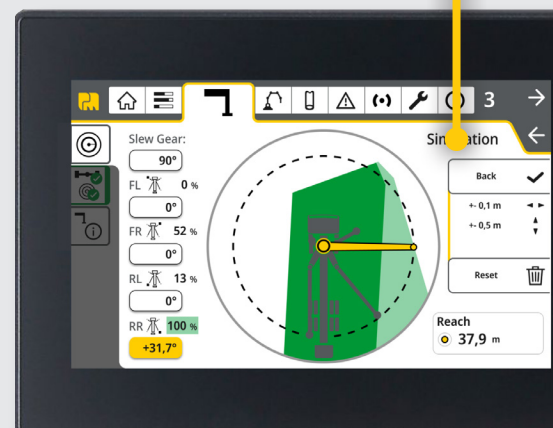 3
Slew Gear:
90°
FL 0 %
0°
FR 52 %
0°
RL 13 %
0°
RR 100 %
+31,7°
Back
+- 0,1 m
+- 0,5 m
Reset
Reach
37,9 m